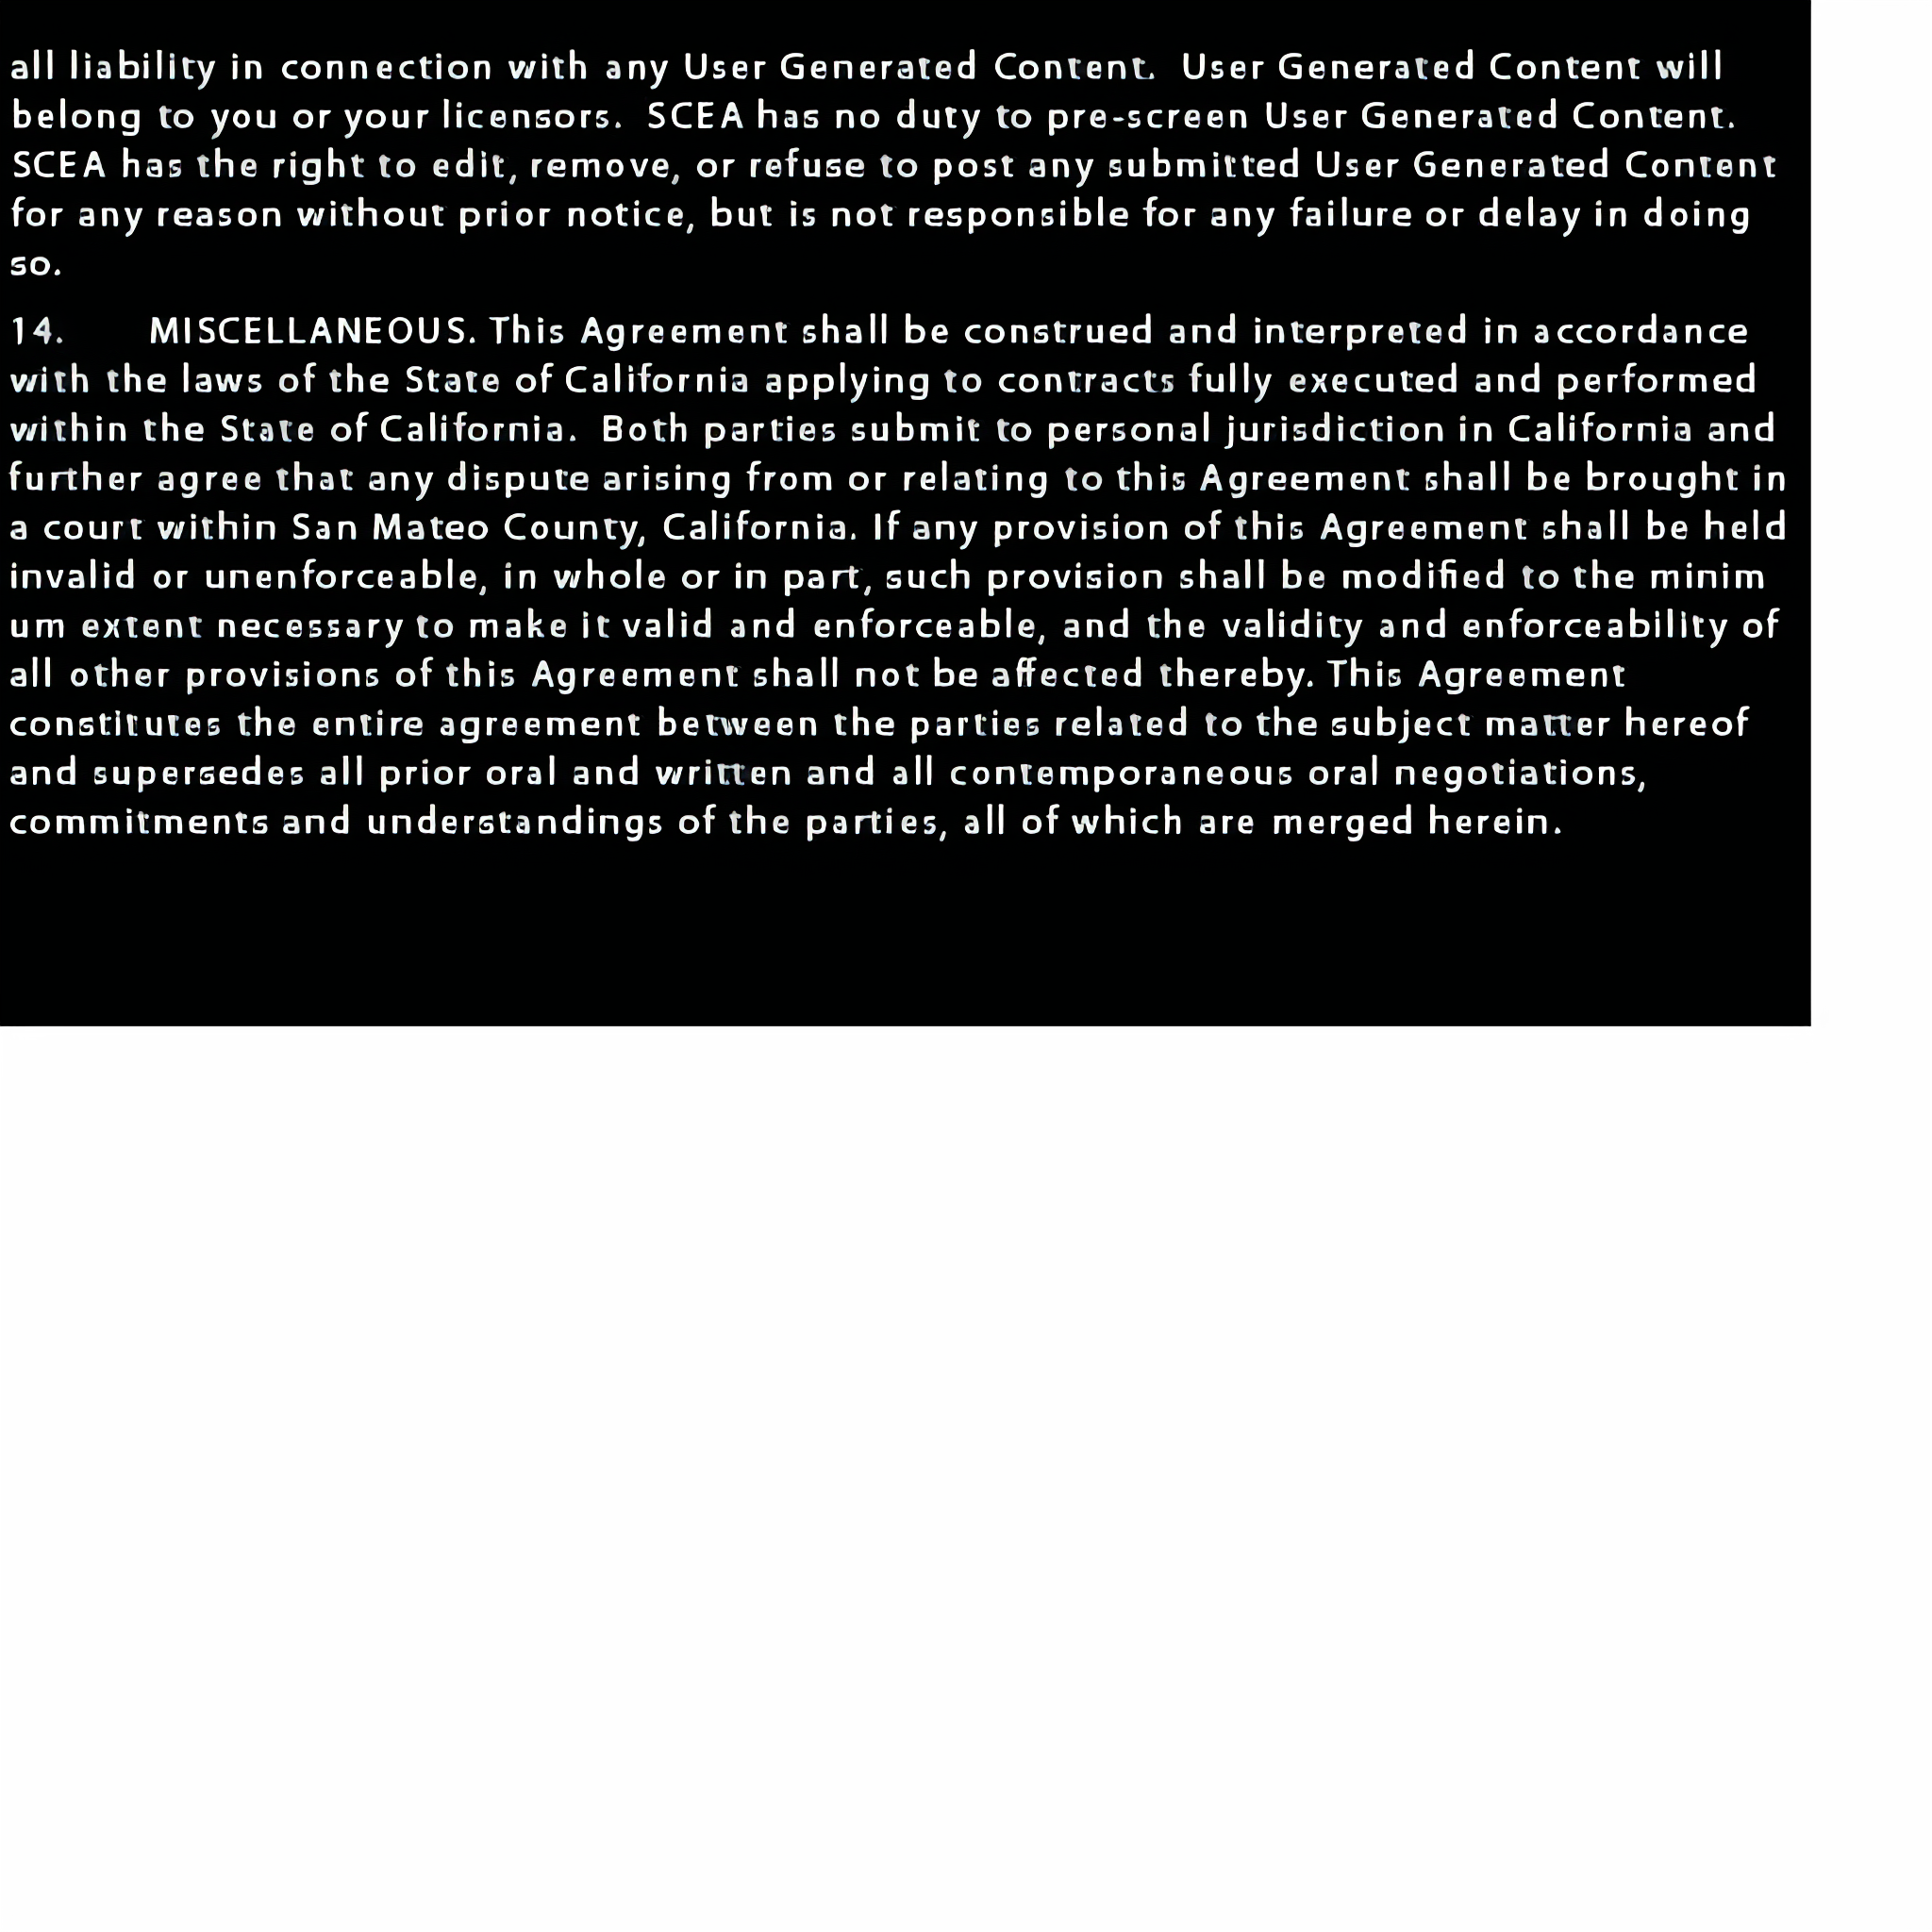 all liability in connection with any User Generated Content.  User Generated Content will
belong to you or your licensors.  SCEA has no duty to pre-screen User Generated Content.
SCEA has the right to edit, remove, or refuse to post any submitted User Generated Content
for any reason without prior notice, but is not responsible for any failure or delay in doing
so.
14.     MISCELLANEOUS. This Agreement shall be construed and interpreted in accordance
with the laws of the State of California applying to contracts fully executed and performed
within the State of California.  Both parties submit to personal jurisdiction in California and
further agree that any dispute arising from or relating to this Agreement shall be brought in
a court within San Mateo County, California. If any provision of this Agreement shall be held
invalid or unenforceable, in whole or in part, such provision shall be modified to the minim
um extent necessary to make it valid and enforceable, and the validity and enforceability of
all other provisions of this Agreement shall not be affected thereby. This Agreement
constitutes the entire agreement between the parties related to the subject matter hereof
and supersedes all prior oral and written and all contemporaneous oral negotiations,
commitments and understandings of the parties, all of which are merged herein.